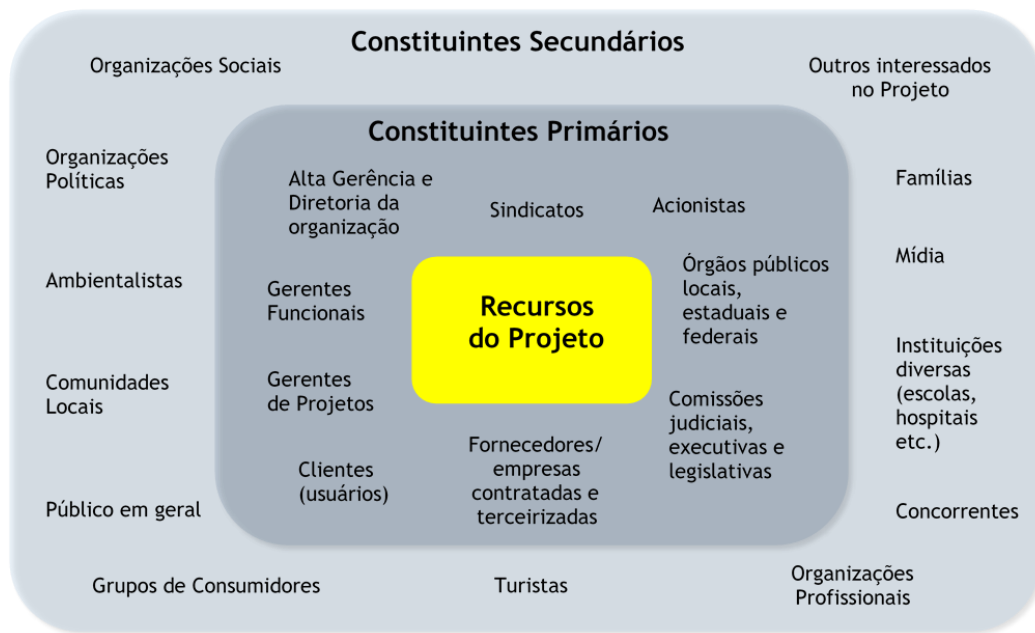 Constituintes Secundários
Organizações Sociais
Outros interessados
no Projeto
Constituintes Primários
Organizações
Políticas
Alta Gerência e
Diretoria da
organização
Sindicatos
Acionistas
Famílias
Ambientalistas
Gerentes
Funcionais
Recursos
do Projeto
Órgãos públicos
locais,
estaduais e
federais
Mídia
Comunidades
Locais
Gerentes
de Projetos
Comissões
judiciais,
executivas e
legislativas
Instituições
diversas
(escolas,
hospitais
etc.)
Clientes
(usuários)
Fornecedores/
empresas
contratadas e
terceirizadas
Público em geral
Concorrentes
Grupos de Consumidores
Turistas
Organizações
Profissionais